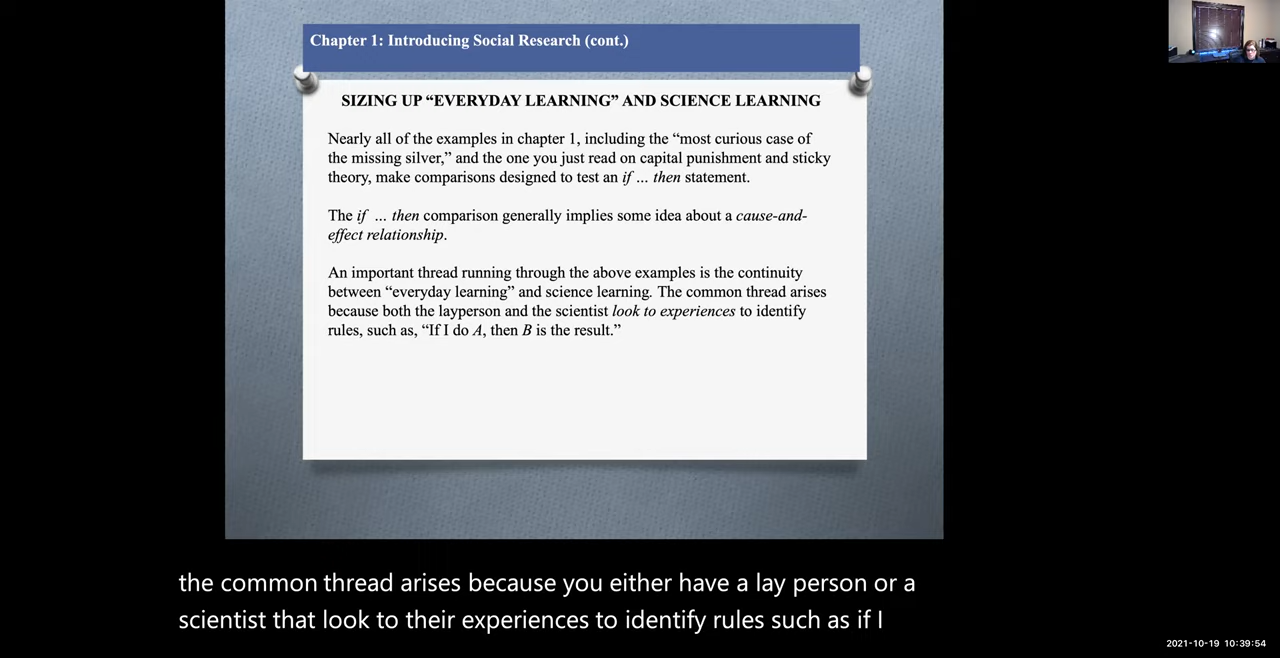 Chapter 1: Introducing Social Research (cont.)
SIZING UP “EVERYDAY LEARNING” AND SCIENCE LEARNING
Nearly all of the examples in chapter 1, including the “most curious case of
the missing silver,” and the one you just read on capital punishment and sticky
theory, make comparisons designed to test an if ... then statement.
The if ... then comparison generally implies some idea about a cause-and-
effect relationship.
An important thread running through the above examples is the continuity
between “everyday learning” and science learning. The common thread arises
because both the layperson and the scientist look to experiences to identify
rules, such as, “If I do A, then B is the result.”
the common thread arises because you either have a lay person or a
scientist that look to their experiences to identify rules such as if I
2021-10-19 10:39:54